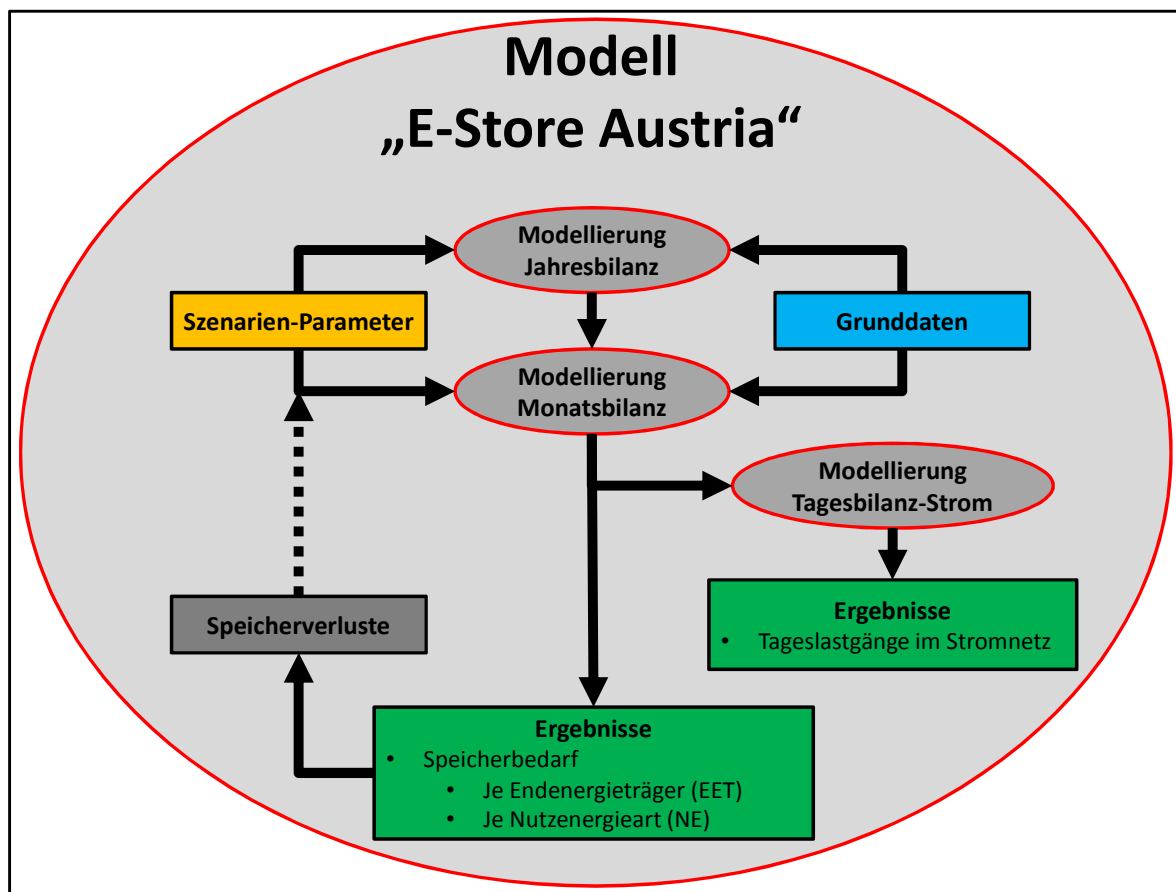 Modell
„E-Store Austria“
Modellierung
Jahresbilanz
Szenarien-Parameter
Grunddaten
Modellierung
Monatsbilanz
Modellierung
Tagesbilanz-Strom
Speicherverluste
Ergebnisse
• Tageslastgänge im Stromnetz
Ergebnisse
• Speicherbedarf
• Je Endenergieträger (EET)
• Je Nutzenergieart (NE)